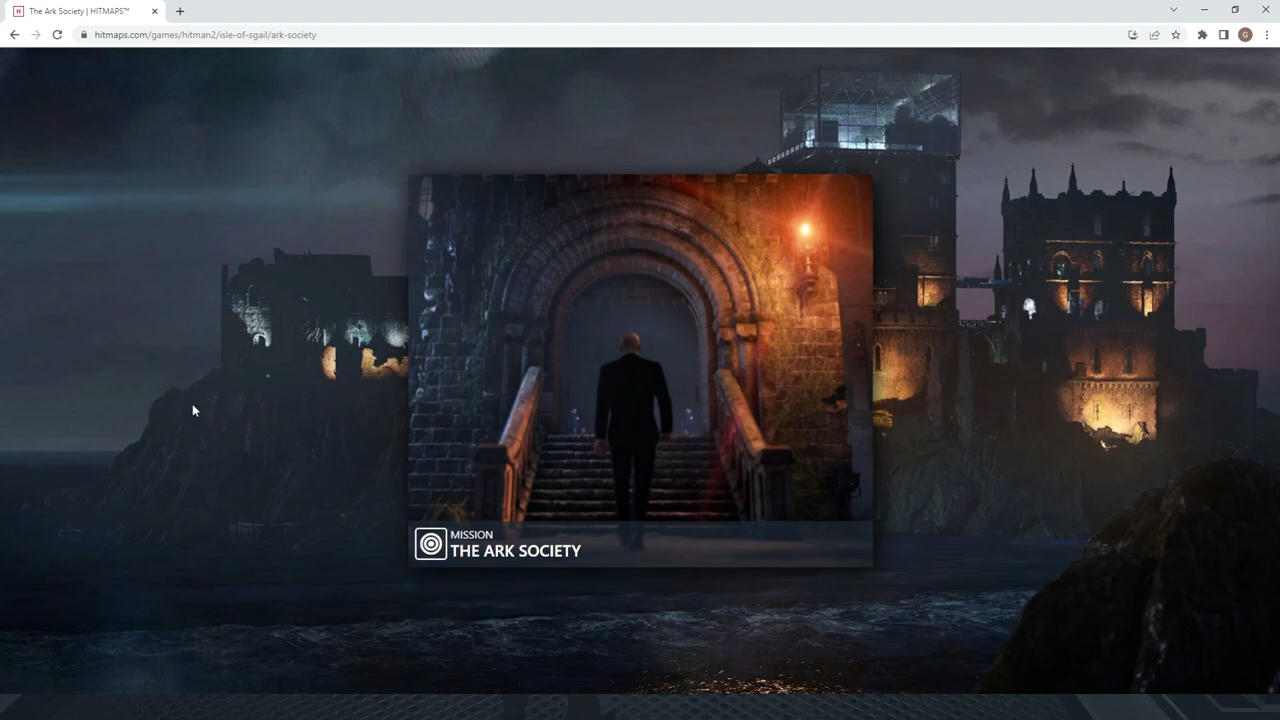 The Ark Society | HITMAPS™
hitmaps.com/games/hitman2/isle-of-sgail/ark-society
G
MISSION
THE ARK SOCIETY